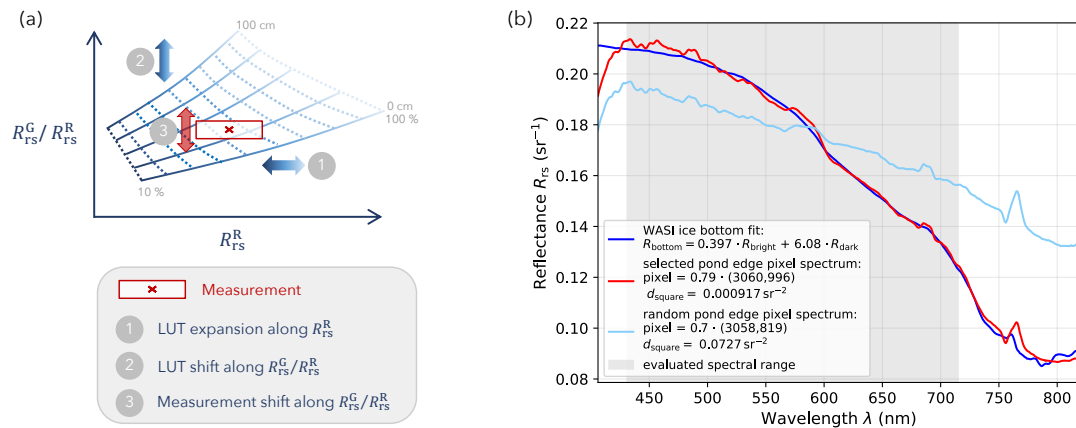 (a)
100 cm
2
R_rs^G/ R_rs^R
3
0 cm
100 %
1
10 %
R_rs^R
Measurement
1 LUT expansion along R_rs^R
2 LUT shift along R_rs^G/R_rs^R
3 Measurement shift along R_rs^G/R_rs^R
(b)
Reflectance R_rs (sr⁻¹)
0.22
0.20
0.18
0.16
0.14
0.12
0.10
0.08
WASI ice bottom fit:
R_bottom = 0.397 · R_bright + 6.08 · R_dark
selected pond edge pixel spectrum:
pixel = 0.79 · (3060,996)
d_square = 0.000917 sr⁻²
random pond edge pixel spectrum:
pixel = 0.7 · (3058,819)
d_square = 0.0727 sr⁻²
evaluated spectral range
450 500 550 600 650 700 750 800
Wavelength λ (nm)